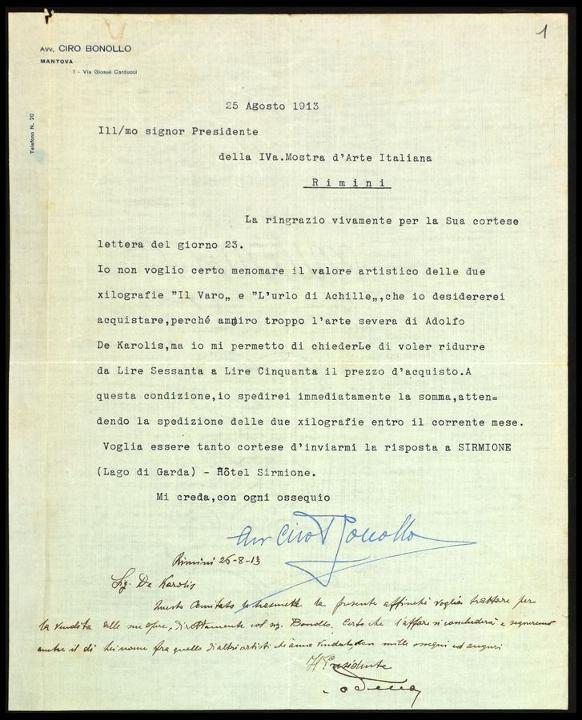 1
Avv. CIRO BONOLLO
MANTOVA
1 - Via Giosuè Carducci
Telefono N. 20
25 Agosto 1913
Ill/mo signor Presidente
della IVa.Mostra d'Arte Italiana
Rimini
La ringrazio vivamente per la Sua cortese
lettera del giorno 23.
Io non voglio certo menomare il valore artistico delle due
xilografie "Il Varo„ e "L'urlo di Achille„,che io desidererei
acquistare,perché ammiro troppo l'arte severa di Adolfo
De Karolis,ma io mi permetto di chiederLe di voler ridurre
da Lire Sessanta a Lire Cinquanta il prezzo d'acquisto.A
questa condizione,io spedirei immediatamente la somma,atten=
dendo la spedizione delle due xilografie entro il corrente mese.
Voglia essere tanto cortese d'inviarmi la risposta a SIRMIONE
(Lago di Garda) - Hôtel Sirmione.
Mi creda,con ogni ossequio
Avv Ciro Bonollo
Rimini 26-8-13
Sig. De Karolis
Questo Comitato le trasmette la presente affinchè voglia trattare per
la vendita delle sue opere, direttamente col sig. Bonollo. Certo che l'affare si concluderà e
anche il di Lei nome fra quello di altri artisti con mille ossequi ed auguri
Il Presidente